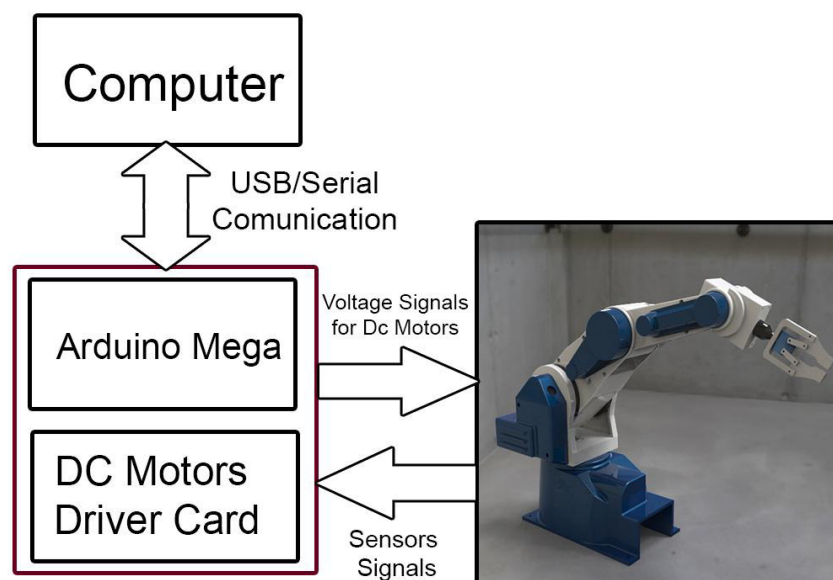 Computer
USB/Serial
Comunication
Arduino Mega
Voltage Signals
for Dc Motors
DC Motors
Driver Card
Sensors
Signals